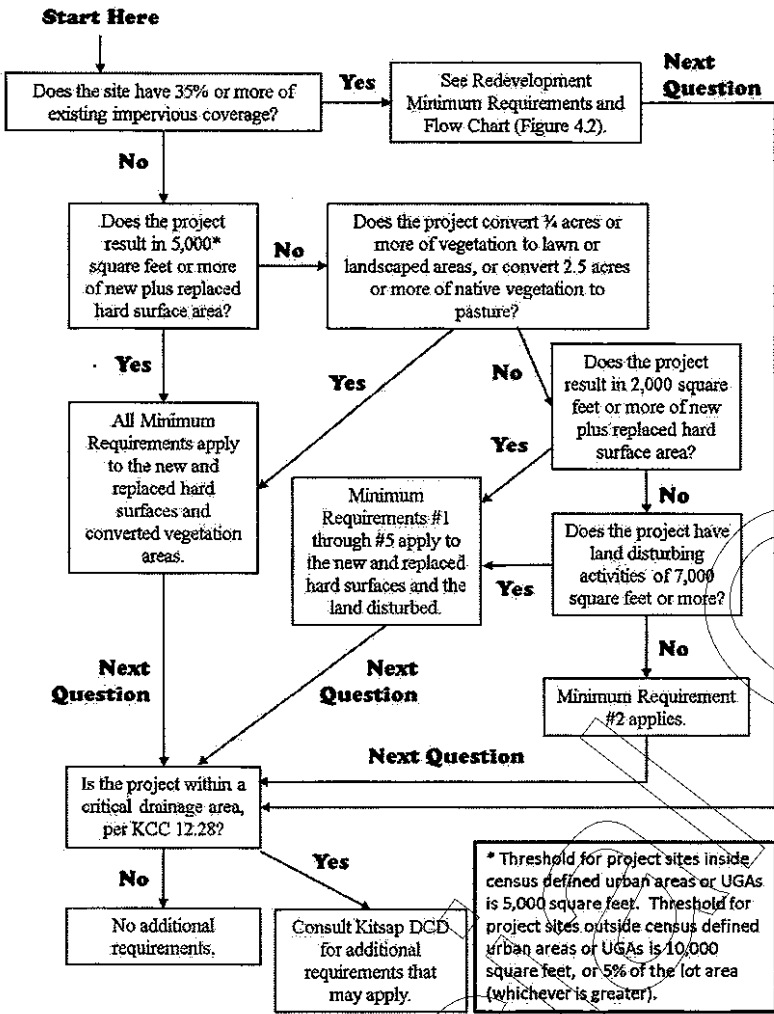 Start Here
Does the site have 35% or more of
existing impervious coverage?
Yes
See Redevelopment
Minimum Requirements and
Flow Chart (Figure 4.2).
Next
Question
No
Does the project
result in 5,000*
square feet or more
of new plus replaced
hard surface area?
No
Does the project convert ¾ acres or
more of vegetation to lawn or
landscaped areas, or convert 2.5 acres
or more of native vegetation to
pasture?
Yes
Yes
No
Does the project
result in 2,000 square
feet or more of new
plus replaced hard
surface area?
All Minimum
Requirements apply
to the new and
replaced hard
surfaces and
converted vegetation
areas.
Yes
No
Minimum
Requirements #1
through #5 apply to
the new and replaced
hard surfaces and the
land disturbed.
Yes
Does the project have
land disturbing
activities of 7,000
square feet or more?
No
Next
Question
Next
Question
Minimum Requirement
#2 applies.
Next Question
Is the project within a
critical drainage area,
per KCC 12.28?
No
Yes
No additional
requirements.
Consult Kitsap DCD
for additional
requirements that
may apply.
* Threshold for project sites inside
census defined urban areas or UGAs
is 5,000 square feet. Threshold for
project sites outside census defined
urban areas or UGAs is 10,000
square feet, or 5% of the lot area
(whichever is greater).